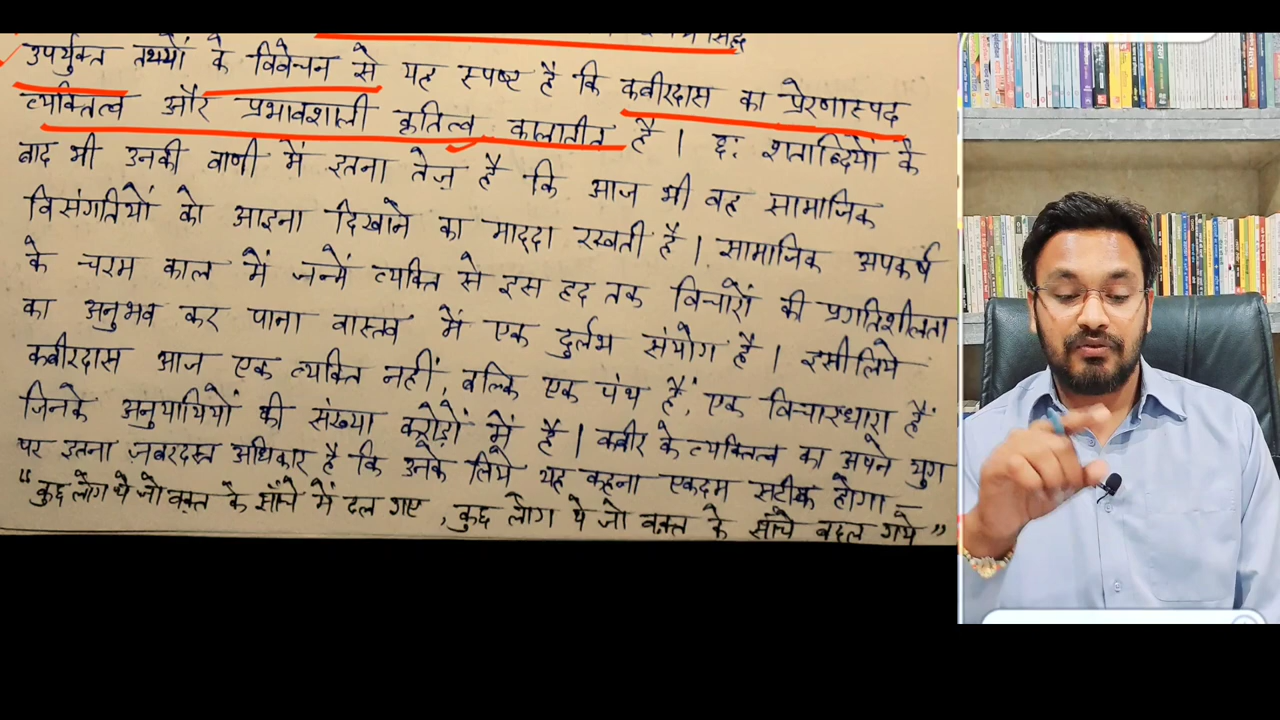 उपर्युक्त तथ्यों के विवेचन से यह स्पष्ट है कि कबीरदास का प्रेरणास्पद
व्यक्तित्व और प्रभावशाली कृतित्व कालातीत है। छ: शताब्दियों के
बाद भी उनकी वाणी में इतना तेज़ है कि आज भी वह सामाजिक
विसंगतियों को आइना दिखाने का माद्दा रखती है। सामाजिक अपकर्ष
के चरम काल में जन्में व्यक्ति से इस हद तक विचारों की प्रगतिशीलता
का अनुभव कर पाना वास्तव में एक दुर्लभ संयोग है। इसीलिये
कबीरदास आज एक व्यक्ति नहीं, बल्कि एक पंथ हैं, एक विचारधारा हैं
जिनके अनुयायियों की संख्या करोड़ों में है। कबीर के व्यक्तित्व का अपने युग
पर इतना ज़बरदस्त अधिकार है कि उनके लिये यह कहना एकदम सटीक होगा –
“कुछ लोग थे जो वक़्त के साँचे में ढल गए, कुछ लोग थे जो वक़्त के साँचे बदल गये”